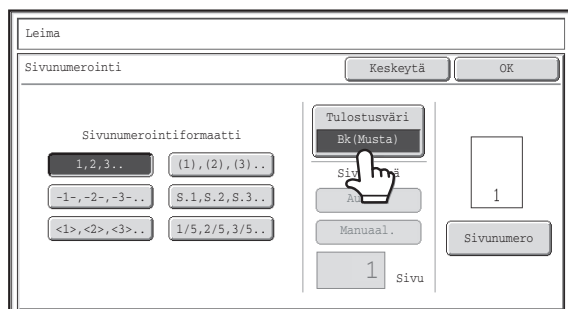 Leima
Sivunumerointi
Keskeytä
OK
Sivunumerointiformaatti
1,2,3..
(1),(2),(3)..
-1-,-2-,-3-..
S.1,S.2,S.3..
<1>,<2>,<3>..
1/5,2/5,3/5..
Tulostusväri
Bk(Musta)
Manuaal.
1 Sivu
1
Sivunumero